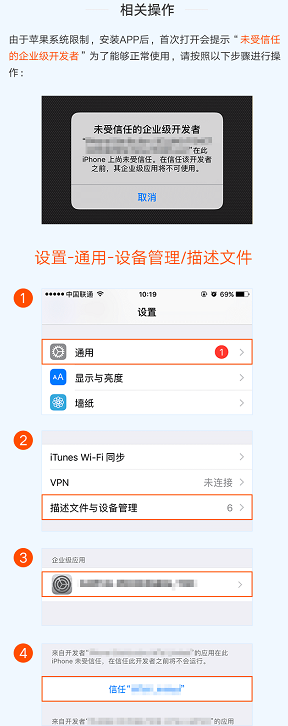 相关操作
由于苹果系统限制，安装APP后，首次打开会提示“未受信任
的企业级开发者”为了能够正常使用，请按照以下步骤进行操
作：
未受信任的企业级开发者
“
”在此
iPhone 上尚未受信任。在信任该开发者
之前，其企业级应用将不可使用。
取消
设置-通用-设备管理/描述文件
1
中国联通 10:19 69%
设置
通用 1
显示与亮度
墙纸
2
iTunes Wi-Fi 同步
VPN 未连接
描述文件与设备管理 6
3
企业级应用
4
来自开发者“ ”的应用在此
iPhone 未受信任。在信任此开发者之前将不会运行。
信任“ ”
来自开发者“ ”的应用